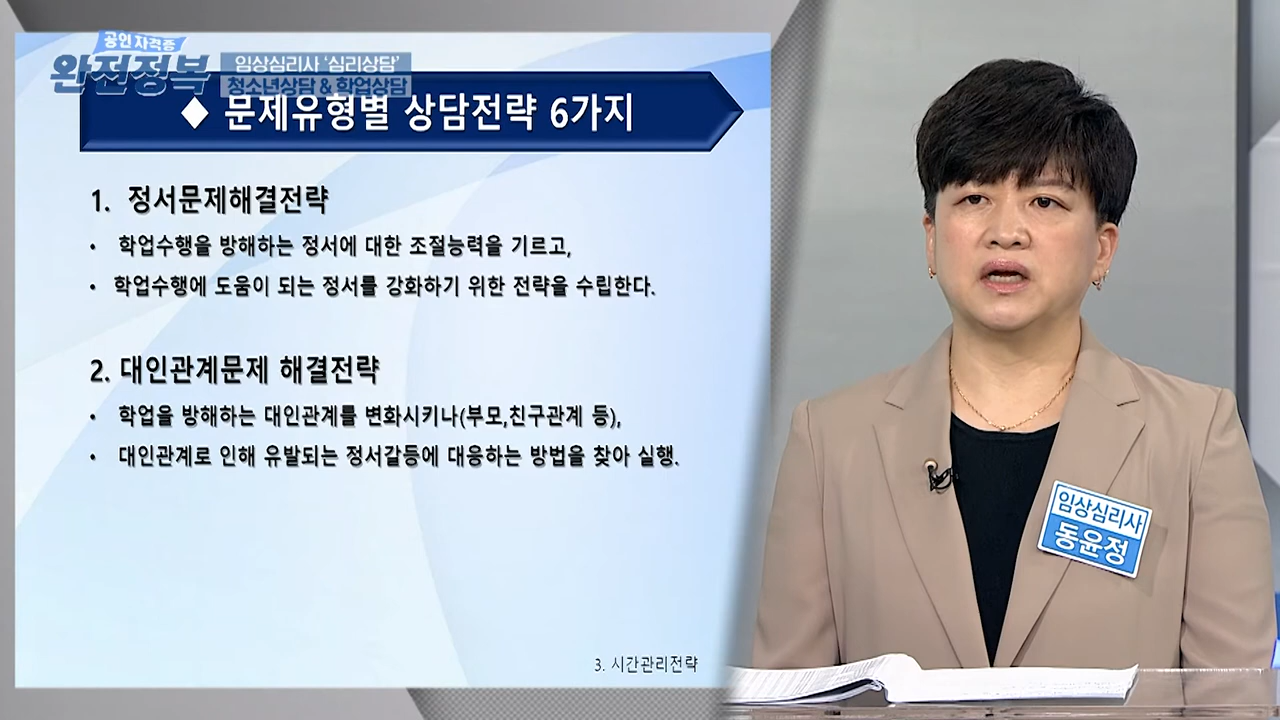 공인 자격증
완전정복
임상심리사 '심리상담'
청소년상담 & 학업상담
◆ 문제유형별 상담전략 6가지
1. 정서문제해결전략
• 학업수행을 방해하는 정서에 대한 조절능력을 기르고,
• 학업수행에 도움이 되는 정서를 강화하기 위한 전략을 수립한다.
2. 대인관계문제 해결전략
• 학업을 방해하는 대인관계를 변화시키나(부모,친구관계 등),
• 대인관계로 인해 유발되는 정서갈등에 대응하는 방법을 찾아 실행.
3. 시간관리전략
임상심리사
동윤정